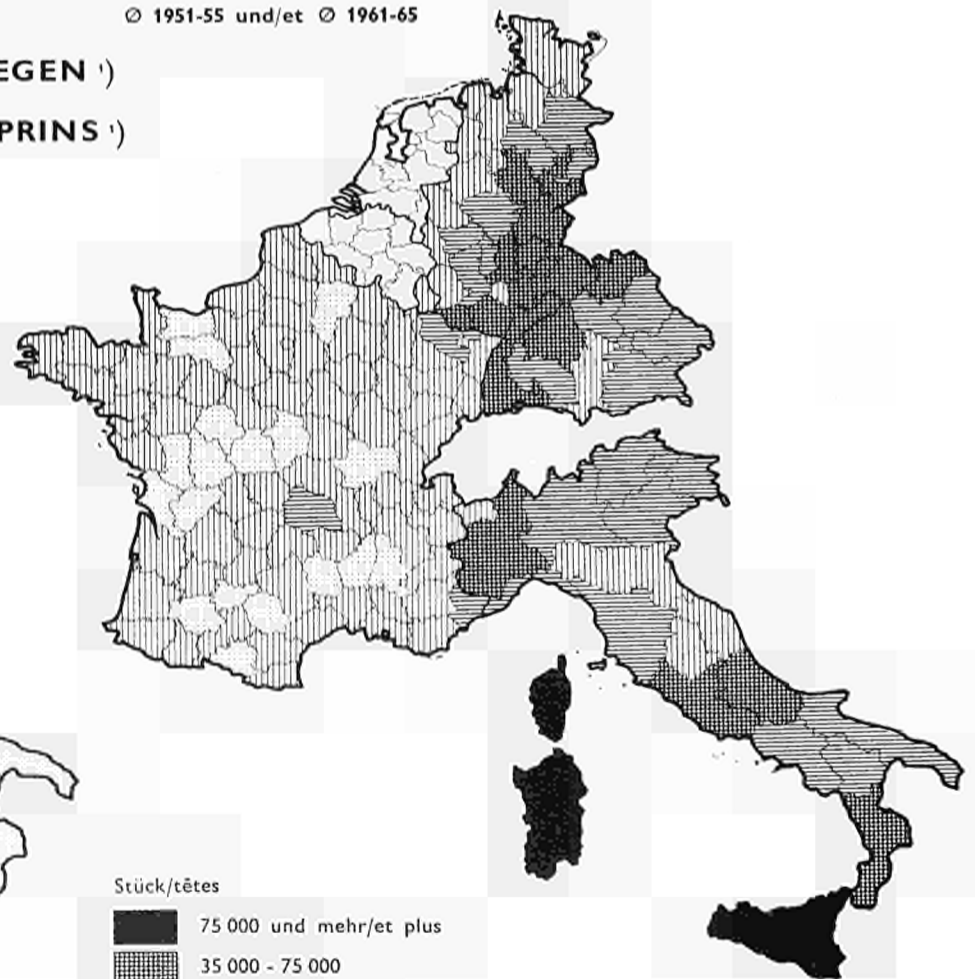 ∅ 1951-55 und/et ∅ 1961-65
EGEN ¹)
PRINS ¹)
Stück/têtes
75 000 und mehr/et plus
35 000 - 75 000